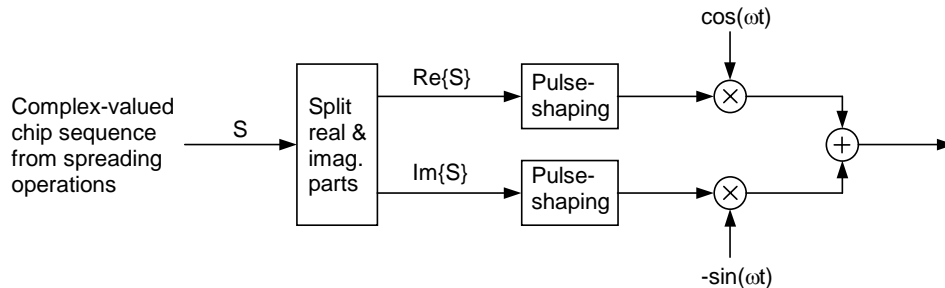 cos(ωt)
Complex-valued
chip sequence
from spreading
operations
S
Split
real &
imag.
parts
Re{S}
Im{S}
Pulse-
shaping
Pulse-
shaping
-sin(ωt)